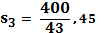 s₃ = 400/43 , 45